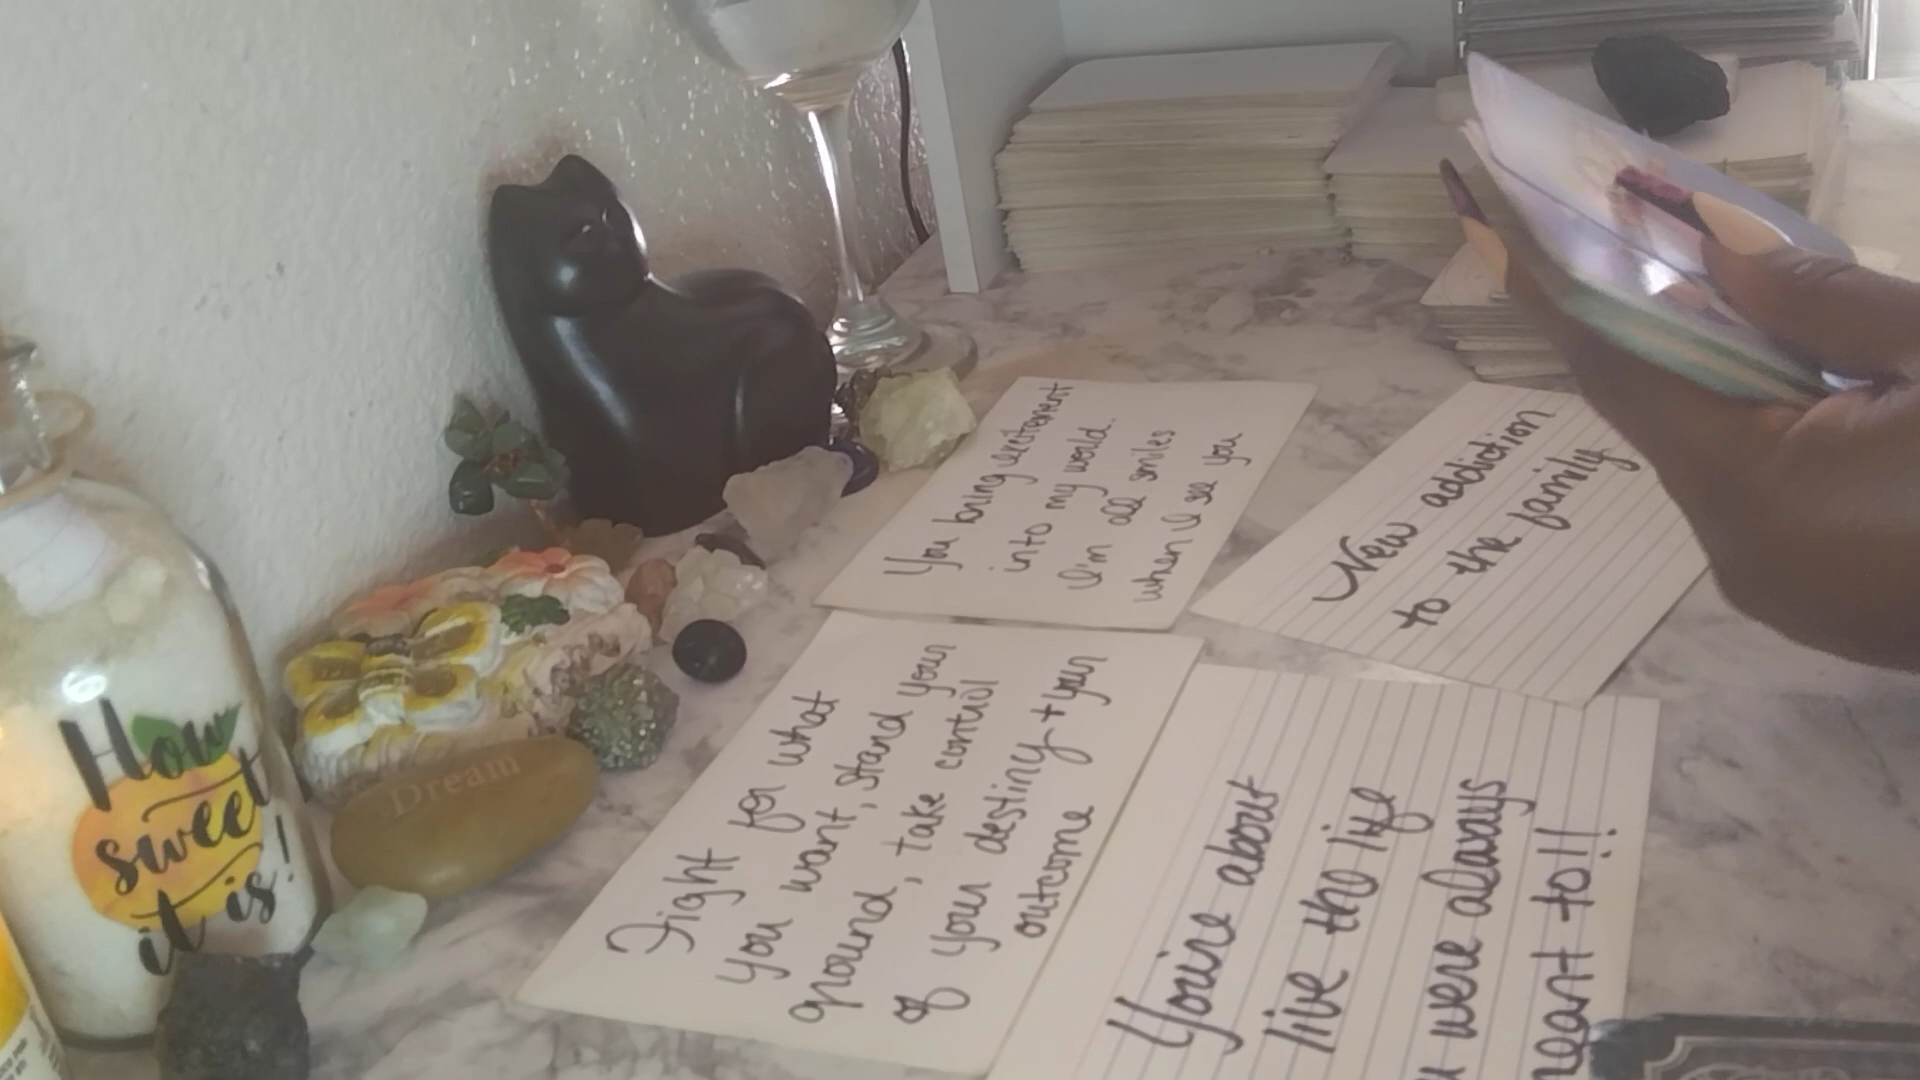 You bring excitement
into my world.
I'm all smiles
when I see you
New addiction
to the family
Fight for what
you want, stand your
ground, take control
of your destiny + your
outcome
You're about
live the life
were always
meant to!!
Dream
How
sweet
it is!